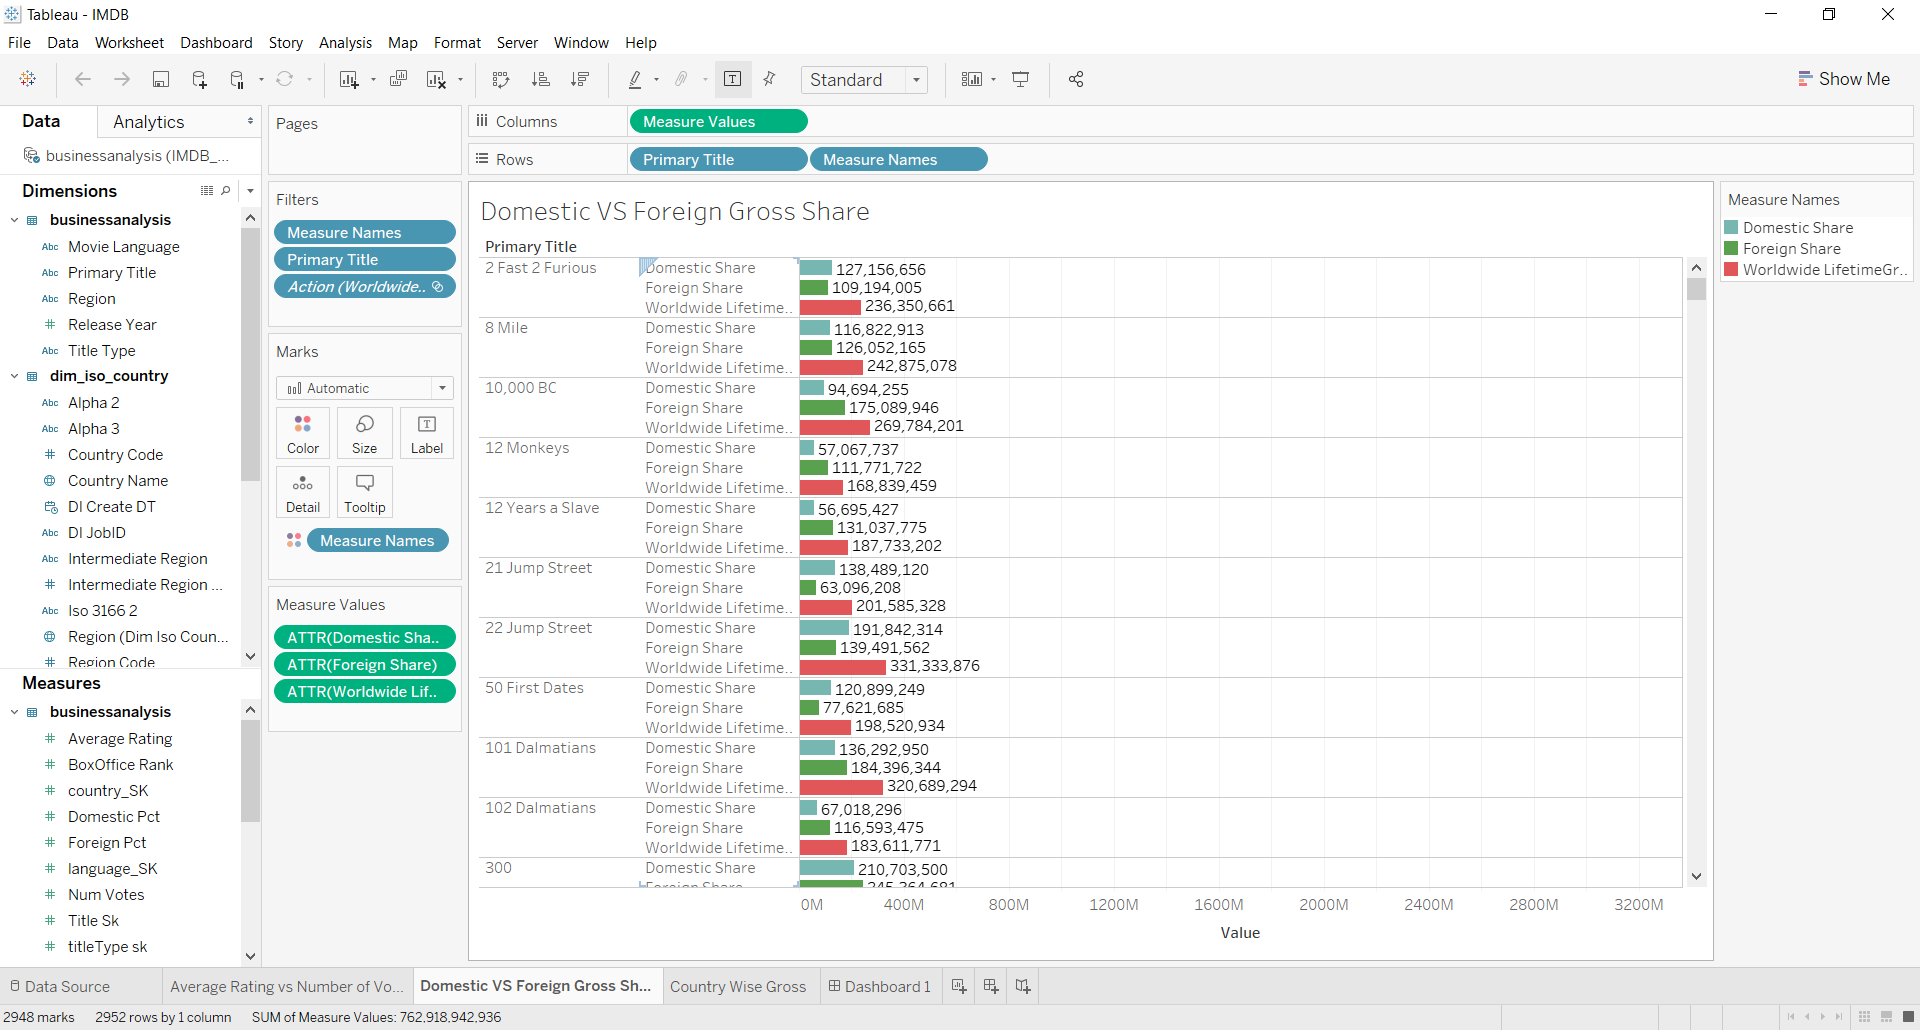 Tableau - IMDB
File Data Worksheet Dashboard Story Analysis Map Format Server Window Help
Standard
Show Me
Data Analytics
businessanalysis (IMDB_...
Dimensions
businessanalysis
Abc Movie Language
Abc Primary Title
Abc Region
# Release Year
Abc Title Type
dim_iso_country
Abc Alpha 2
Abc Alpha 3
# Country Code
Country Name
DI Create DT
Abc DI JobID
Abc Intermediate Region
# Intermediate Region ...
Abc Iso 3166 2
Region (Dim Iso Coun...
# Region Code
Measures
businessanalysis
# Average Rating
# BoxOffice Rank
# country_SK
# Domestic Pct
# Foreign Pct
# language_SK
# Num Votes
# Title Sk
# titleType sk
Pages
Filters
Measure Names
Primary Title
Action (Worldwide..
Marks
Automatic
Color Size Label
Detail Tooltip
Measure Names
Measure Values
ATTR(Domestic Sha..
ATTR(Foreign Share)
ATTR(Worldwide Lif..
Columns Measure Values
Rows Primary Title Measure Names
Domestic VS Foreign Gross Share
Primary Title
2 Fast 2 Furious Domestic Share 127,156,656
Foreign Share 109,194,005
Worldwide Lifetime.. 236,350,661
8 Mile Domestic Share 116,822,913
Foreign Share 126,052,165
Worldwide Lifetime.. 242,875,078
10,000 BC Domestic Share 94,694,255
Foreign Share 175,089,946
Worldwide Lifetime.. 269,784,201
12 Monkeys Domestic Share 57,067,737
Foreign Share 111,771,722
Worldwide Lifetime.. 168,839,459
12 Years a Slave Domestic Share 56,695,427
Foreign Share 131,037,775
Worldwide Lifetime.. 187,733,202
21 Jump Street Domestic Share 138,489,120
Foreign Share 63,096,208
Worldwide Lifetime.. 201,585,328
22 Jump Street Domestic Share 191,842,314
Foreign Share 139,491,562
Worldwide Lifetime.. 331,333,876
50 First Dates Domestic Share 120,899,249
Foreign Share 77,621,685
Worldwide Lifetime.. 198,520,934
101 Dalmatians Domestic Share 136,292,950
Foreign Share 184,396,344
Worldwide Lifetime.. 320,689,294
102 Dalmatians Domestic Share 67,018,296
Foreign Share 116,593,475
Worldwide Lifetime.. 183,611,771
300 Domestic Share 210,703,500
Foreign Share
0M 400M 800M 1200M 1600M 2000M 2400M 2800M 3200M
Value
Measure Names
Domestic Share
Foreign Share
Worldwide LifetimeGr..
Data Source Average Rating vs Number of Vo... Domestic VS Foreign Gross Sh... Country Wise Gross Dashboard 1
2948 marks 2952 rows by 1 column SUM of Measure Values: 762,918,942,936